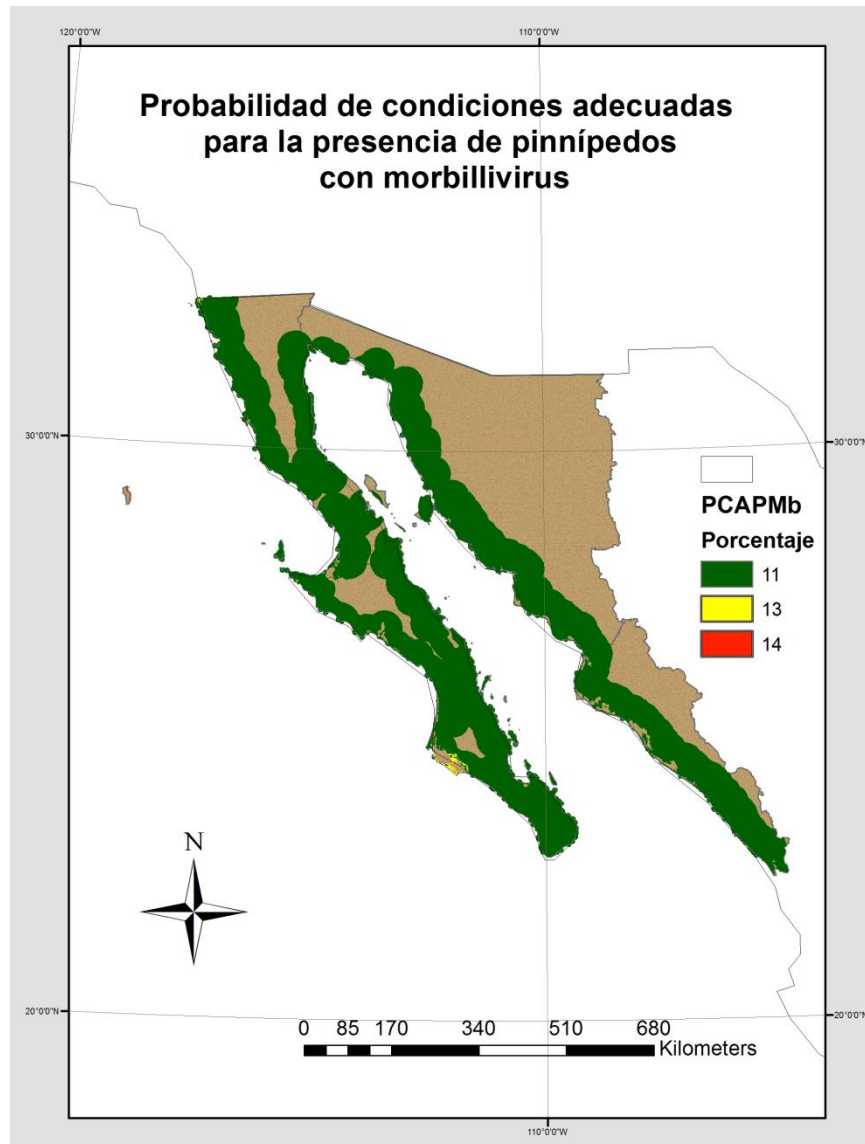 120°0'0"W
110°0'0"W
Probabilidad de condiciones adecuadas
para la presencia de pinnípedos
con morbillivirus
30°0'0"N
30°0'0"N
PCAPMb
Porcentaje
11
13
14
N
20°0'0"N
20°0'0"N
0 85 170 340 510 680
Kilometers
110°0'0"W